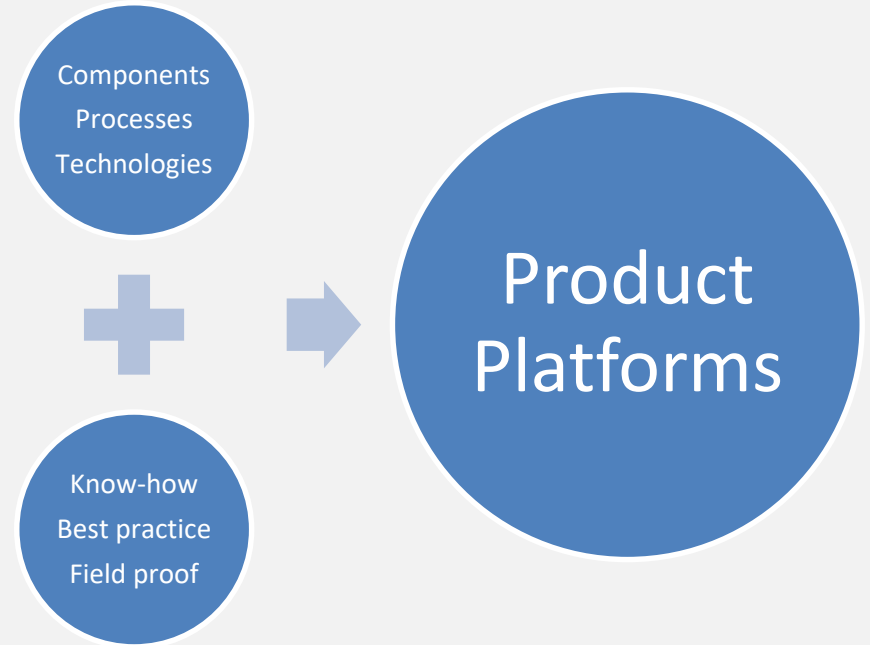 Components
Processes
Technologies
Know-how
Best practice
Field proof
Product
Platforms